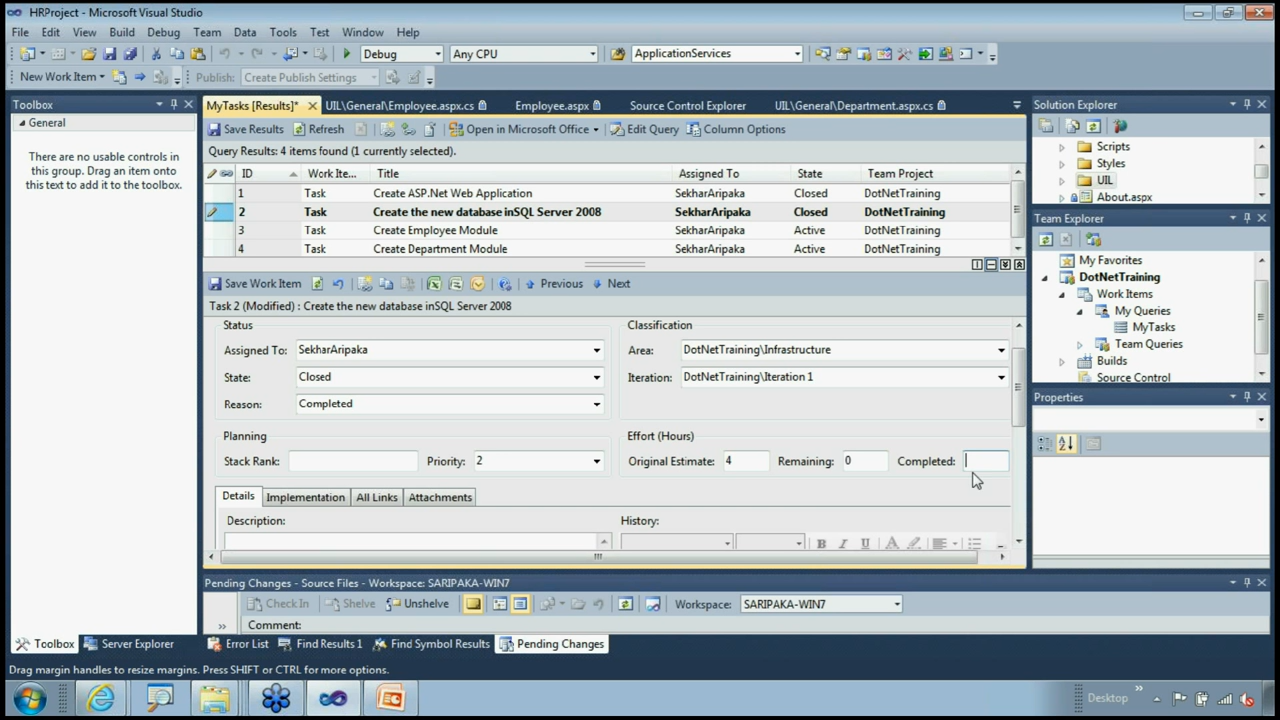 HRProject - Microsoft Visual Studio
File Edit View Build Debug Team Data Tools Test Window Help
Debug Any CPU ApplicationServices
New Work Item Publish: Create Publish Settings
Toolbox
General
There are no usable controls in
this group. Drag an item onto
this text to add it to the toolbox.
MyTasks [Results]* UIL\General\Employee.aspx.cs Employee.aspx Source Control Explorer UIL\General\Department.aspx.cs
Save Results Refresh Open in Microsoft Office Edit Query Column Options
Query Results: 4 items found (1 currently selected).
ID Work Ite... Title Assigned To State Team Project
1 Task Create ASP.Net Web Application SekharAripaka Closed DotNetTraining
2 Task Create the new database inSQL Server 2008 SekharAripaka Closed DotNetTraining
3 Task Create Employee Module SekharAripaka Active DotNetTraining
4 Task Create Department Module SekharAripaka Active DotNetTraining
Save Work Item Previous Next
Task 2 (Modified) : Create the new database inSQL Server 2008
Status Classification
Assigned To: SekharAripaka Area: DotNetTraining\Infrastructure
State: Closed Iteration: DotNetTraining\Iteration 1
Reason: Completed
Planning Effort (Hours)
Stack Rank: Priority: 2 Original Estimate: 4 Remaining: 0 Completed:
Details Implementation All Links Attachments
Description: History:
B I U A
Solution Explorer
Scripts
Styles
UIL
About.aspx
Team Explorer
My Favorites
DotNetTraining
Work Items
My Queries
MyTasks
Team Queries
Builds
Source Control
Properties
Pending Changes - Source Files - Workspace: SARIPAKA-WIN7
Check In Shelve Unshelve Workspace: SARIPAKA-WIN7
Comment:
Toolbox Server Explorer Error List Find Results 1 Find Symbol Results Pending Changes
Drag margin handles to resize margins. Press SHIFT or CTRL for more options.
Desktop